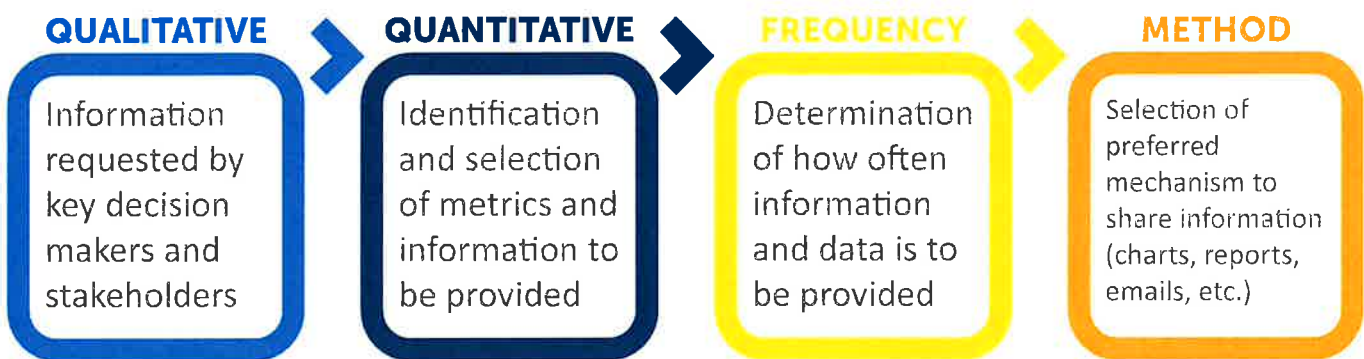 QUALITATIVE
Information
requested by
key decision
makers and
stakeholders
QUANTITATIVE
Identification
and selection
of metrics and
information to
be provided
FREQUENCY
Determination
of how often
information
and data is to
be provided
METHOD
Selection of
preferred
mechanism to
share information
(charts, reports,
emails, etc.)